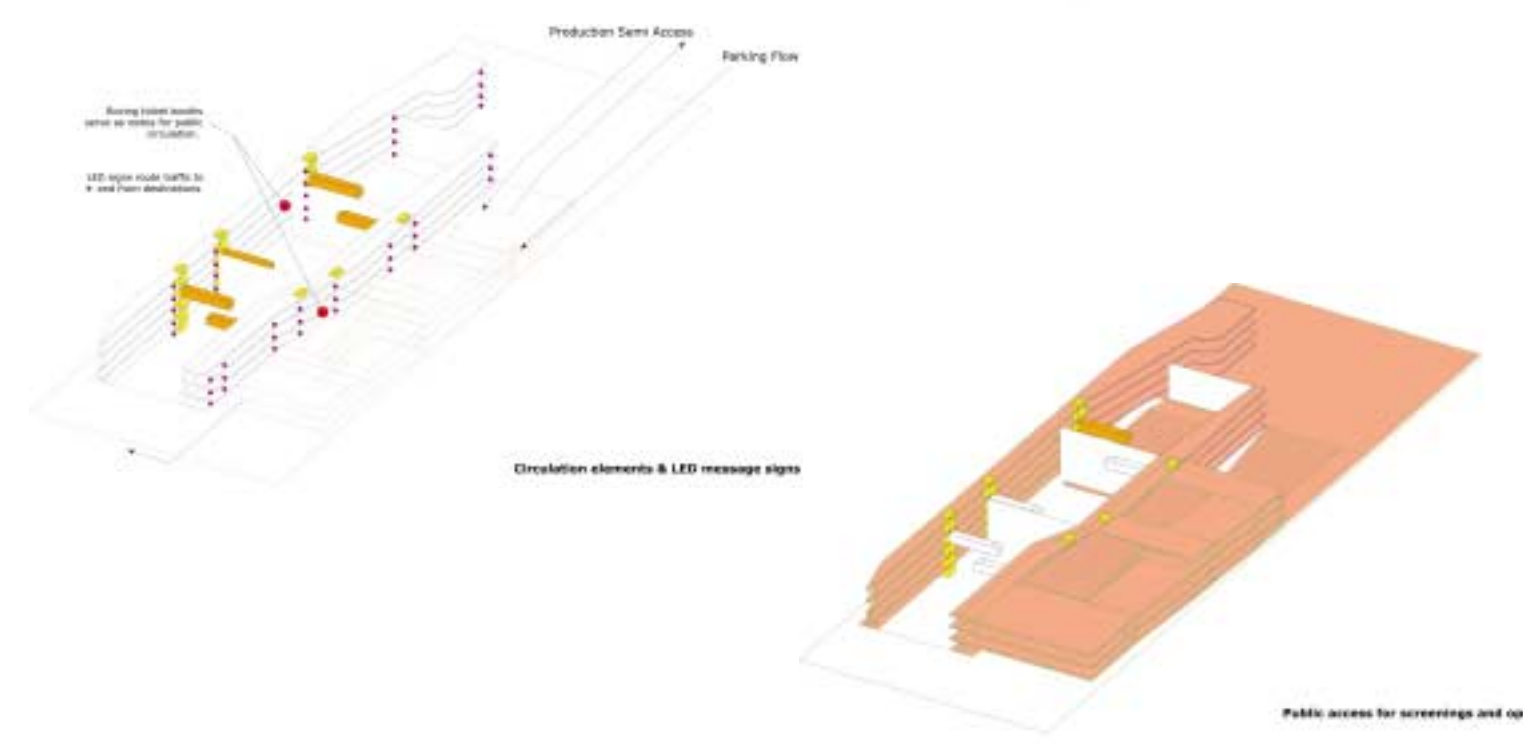 Production Semi Access
Parking Flow
Roving ticket booths
serve as nodes for public
circulation.
LED signs route traffic to
+ and from destinations.
Circulation elements & LED message signs
Public access for screenings and op